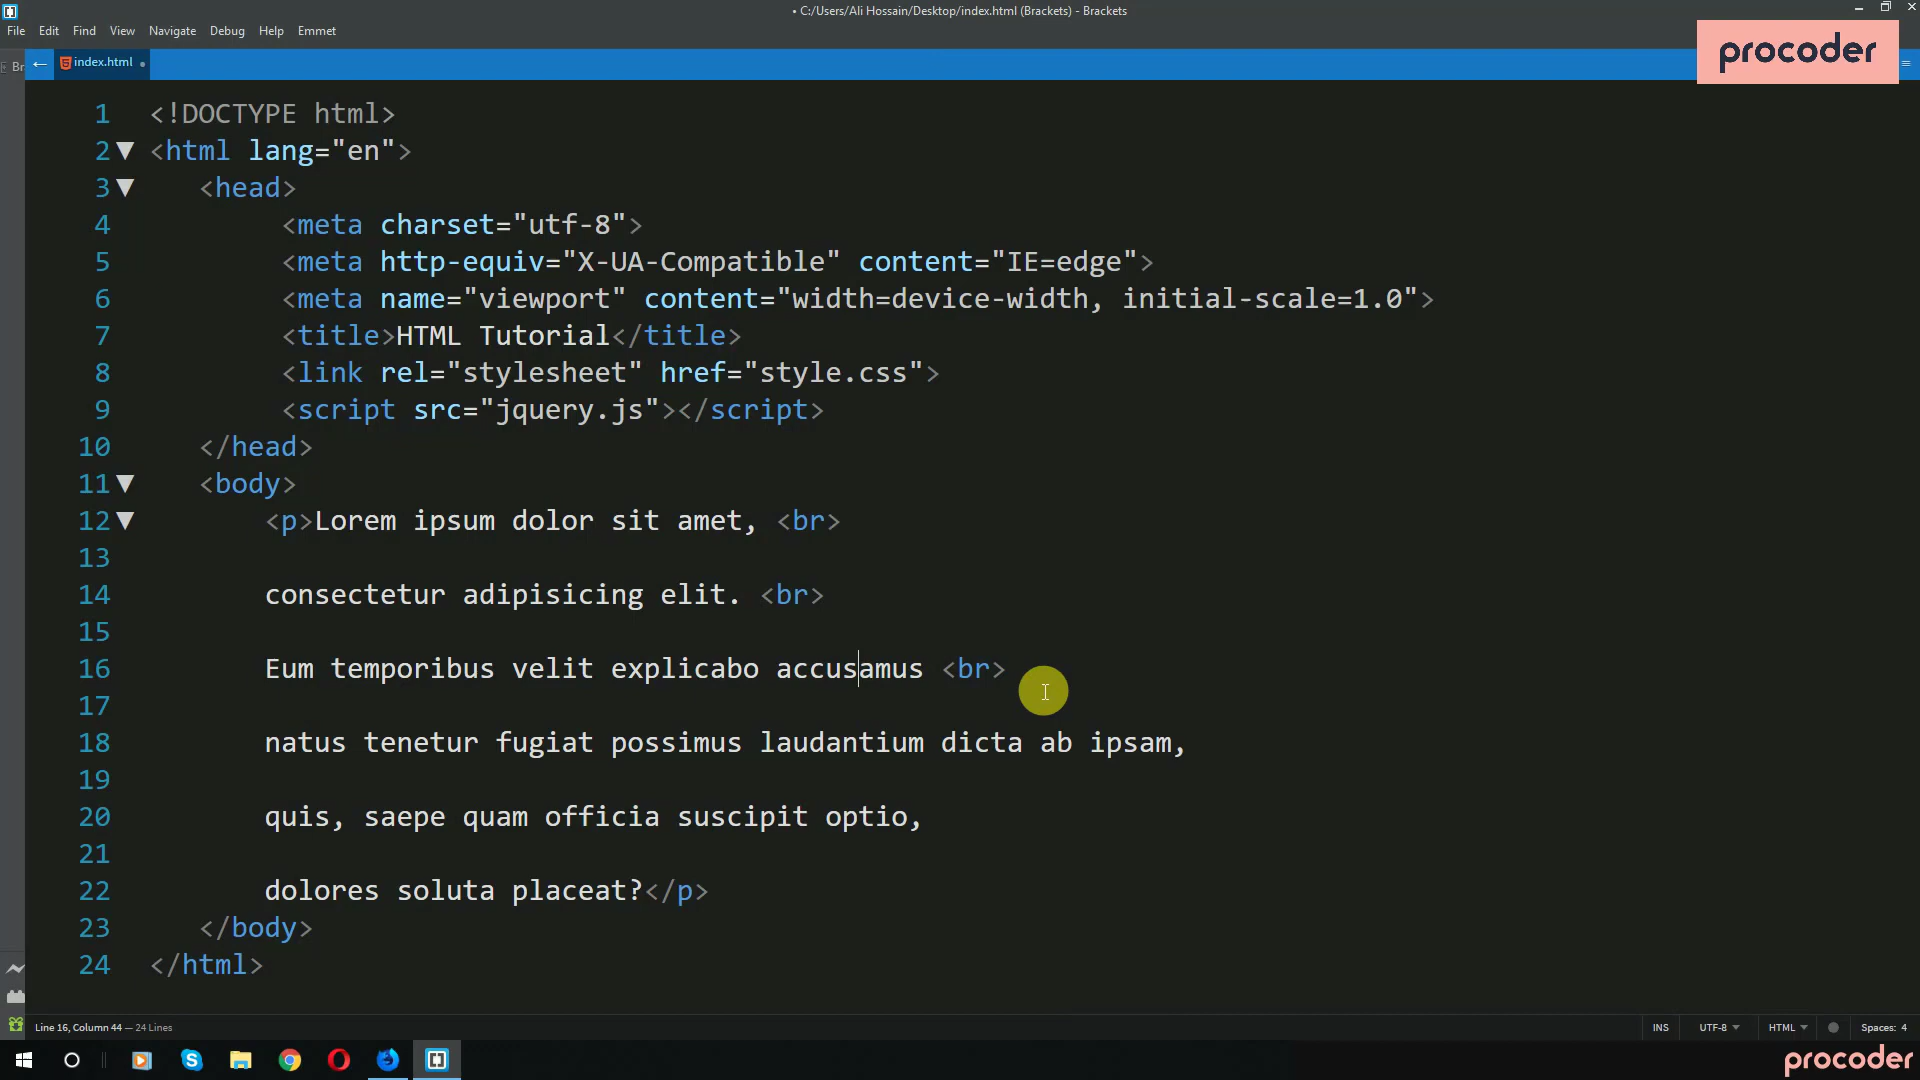 • C:/Users/Ali Hossain/Desktop/index.html (Brackets) - Brackets
File Edit Find View Navigate Debug Help Emmet
procoder
Br ← index.html •
1 <!DOCTYPE html>
2 <html lang="en">
3 <head>
4 <meta charset="utf-8">
5 <meta http-equiv="X-UA-Compatible" content="IE=edge">
6 <meta name="viewport" content="width=device-width, initial-scale=1.0">
7 <title>HTML Tutorial</title>
8 <link rel="stylesheet" href="style.css">
9 <script src="jquery.js"></script>
10 </head>
11 <body>
12 <p>Lorem ipsum dolor sit amet, <br>
13
14 consectetur adipisicing elit. <br>
15
16 Eum temporibus velit explicabo accusamus <br>
17
18 natus tenetur fugiat possimus laudantium dicta ab ipsam,
19
20 quis, saepe quam officia suscipit optio,
21
22 dolores soluta placeat?</p>
23 </body>
24 </html>
Line 16, Column 44 — 24 Lines INS UTF-8 HTML Spaces: 4
procoder